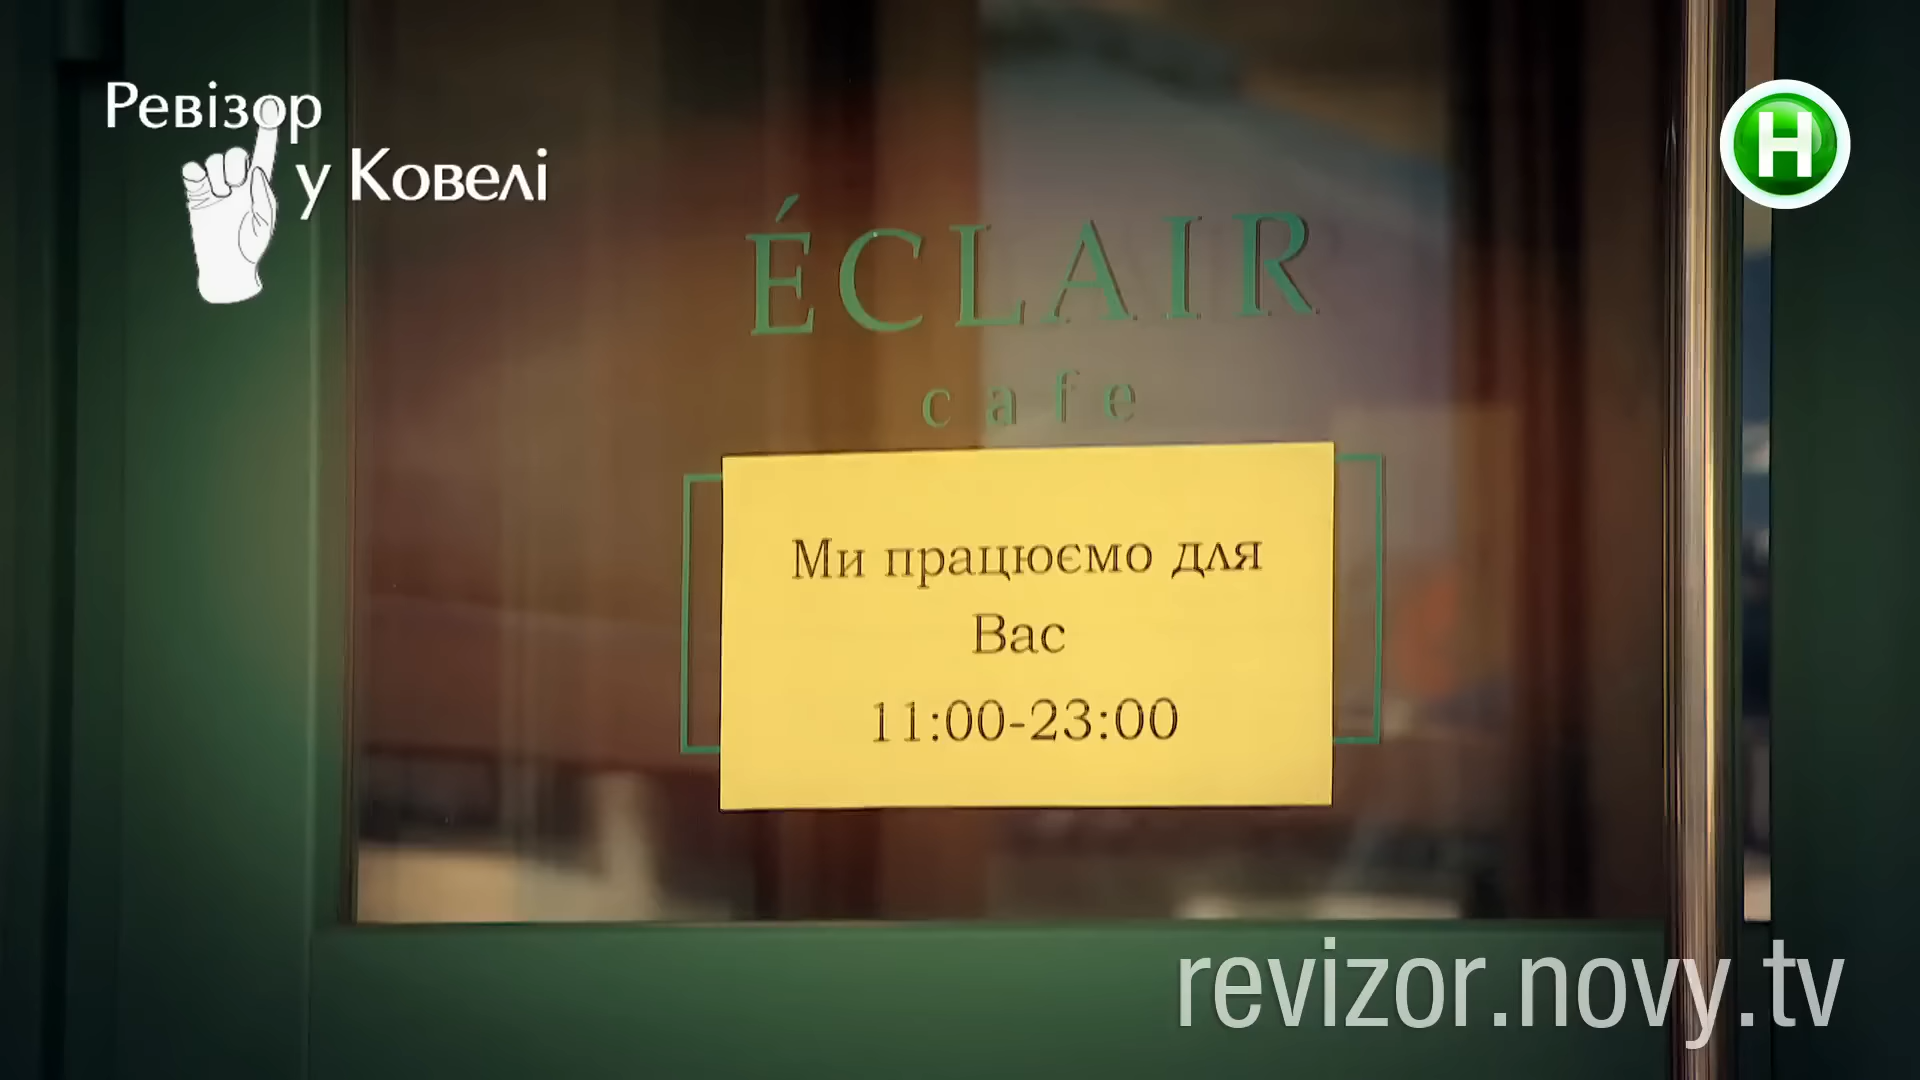 Ревізор
у Ковелі
Н
ÉCLAIR
cafe
Ми працюємо для
Вас
11:00-23:00
revizor.novy.tv